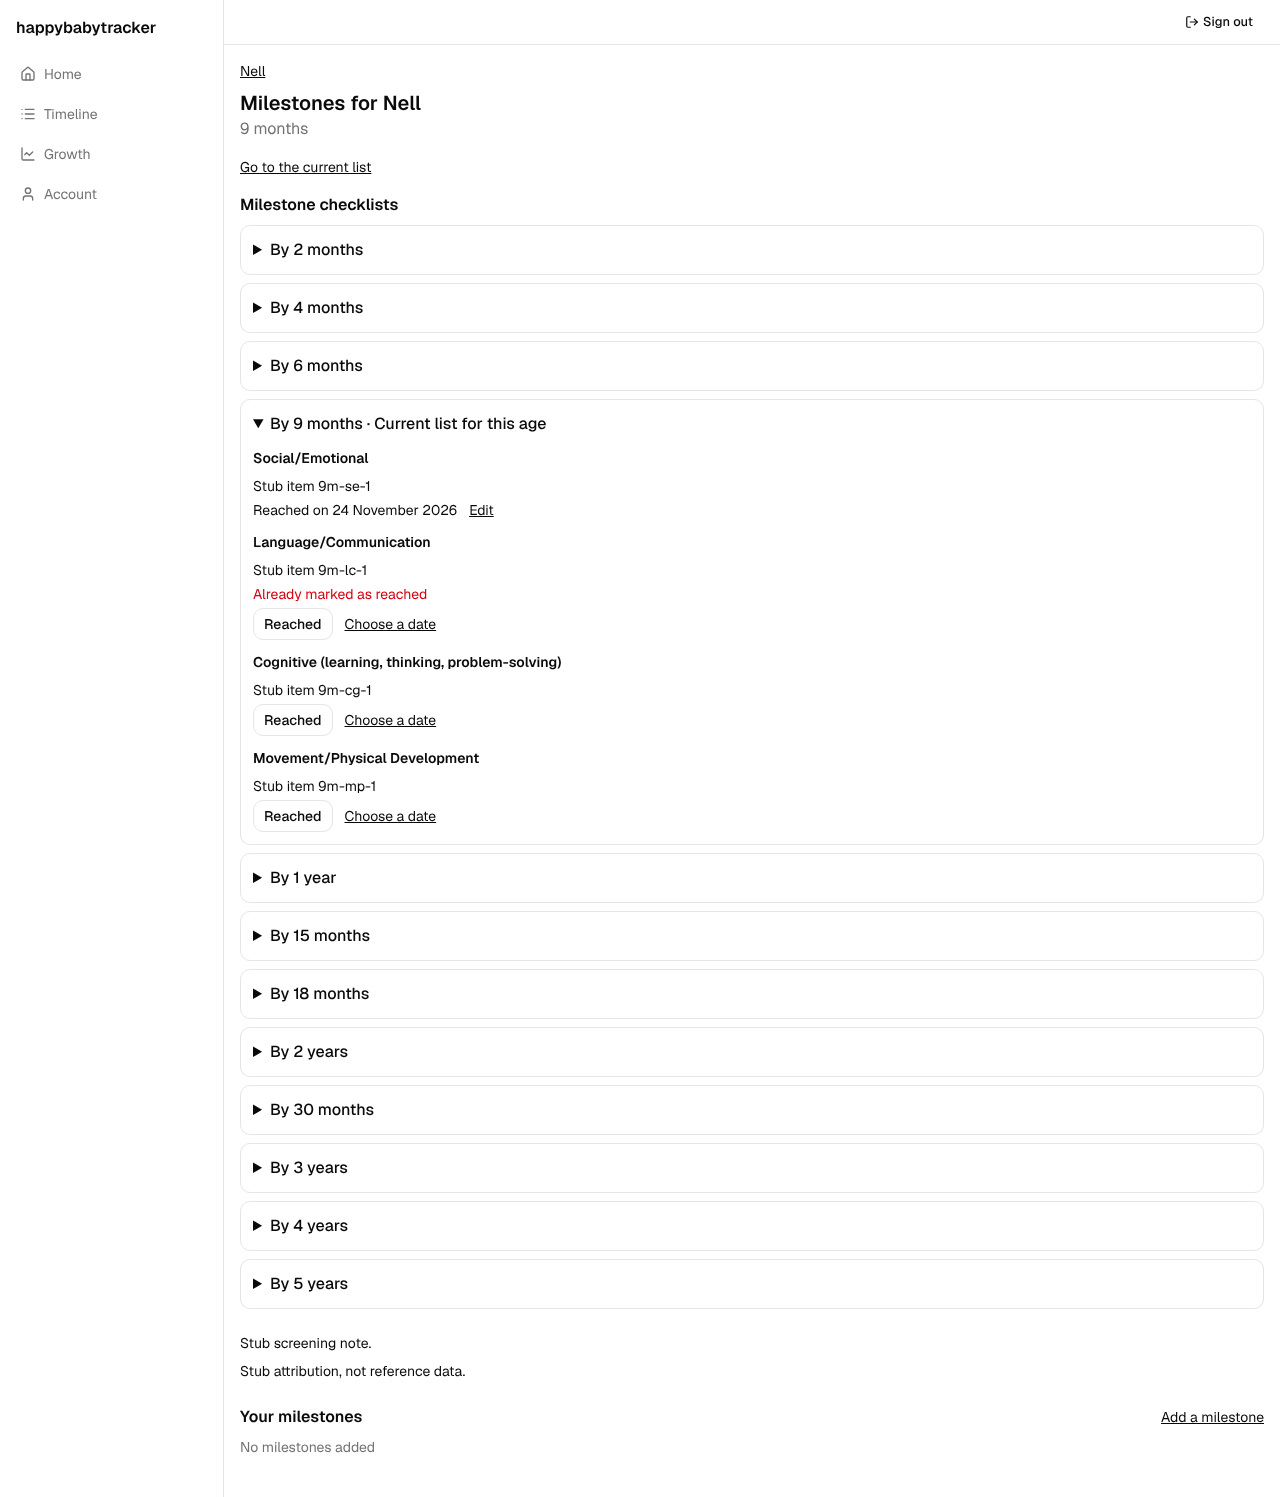 happybabytracker
Sign out
Home
Timeline
Growth
Account
Nell
Milestones for Nell
9 months
Go to the current list
Milestone checklists
By 2 months
By 4 months
By 6 months
By 9 months · Current list for this age
Social/Emotional
Stub item 9m-se-1
Reached on 24 November 2026 Edit
Language/Communication
Stub item 9m-lc-1
Already marked as reached
Reached Choose a date
Cognitive (learning, thinking, problem-solving)
Stub item 9m-cg-1
Reached Choose a date
Movement/Physical Development
Stub item 9m-mp-1
Reached Choose a date
By 1 year
By 15 months
By 18 months
By 2 years
By 30 months
By 3 years
By 4 years
By 5 years
Stub screening note.
Stub attribution, not reference data.
Your milestones Add a milestone
No milestones added